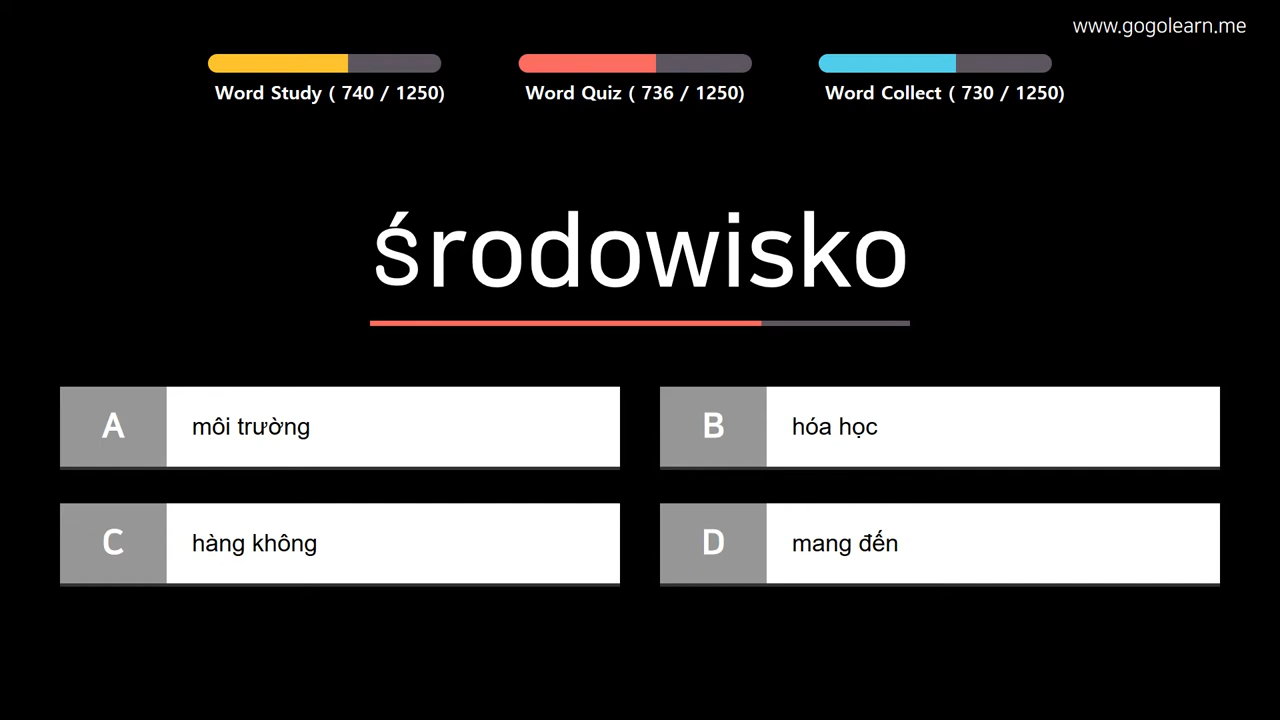 www.gogolearn.me
Word Study ( 740 / 1250)
Word Quiz ( 736 / 1250)
Word Collect ( 730 / 1250)
środowisko
A môi trường
B hóa học
C hàng không
D mang đến